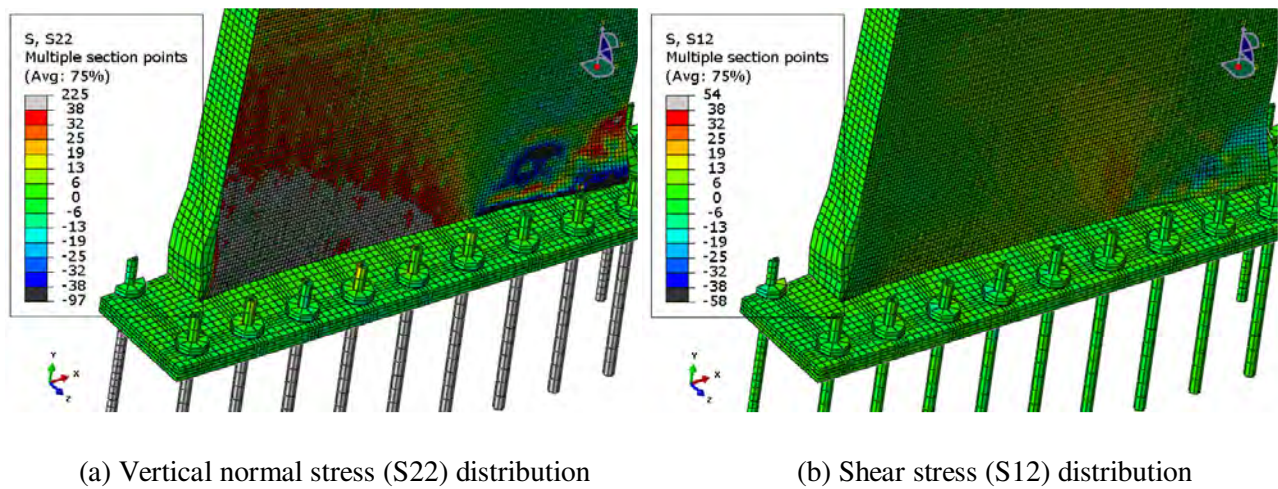 S, S22
Multiple section points
(Avg: 75%)
225
38
32
25
19
13
6
0
-6
-13
-19
-25
-32
-38
-97
Y
X
Z
S, S12
Multiple section points
(Avg: 75%)
54
38
32
25
19
13
6
0
-6
-13
-19
-25
-32
-38
-58
Y
X
Z
(a) Vertical normal stress (S22) distribution
(b) Shear stress (S12) distribution